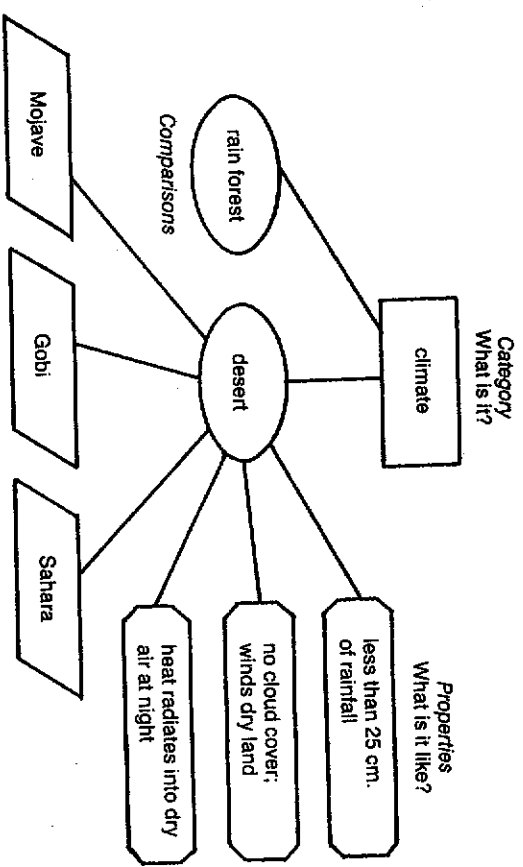 Category
What is it?
climate
Properties
What is it like?
less than 25 cm.
of rainfall
no cloud cover;
winds dry land
heat radiates into dry
air at night
rain forest
Comparisons
desert
Mojave
Gobi
Sahara